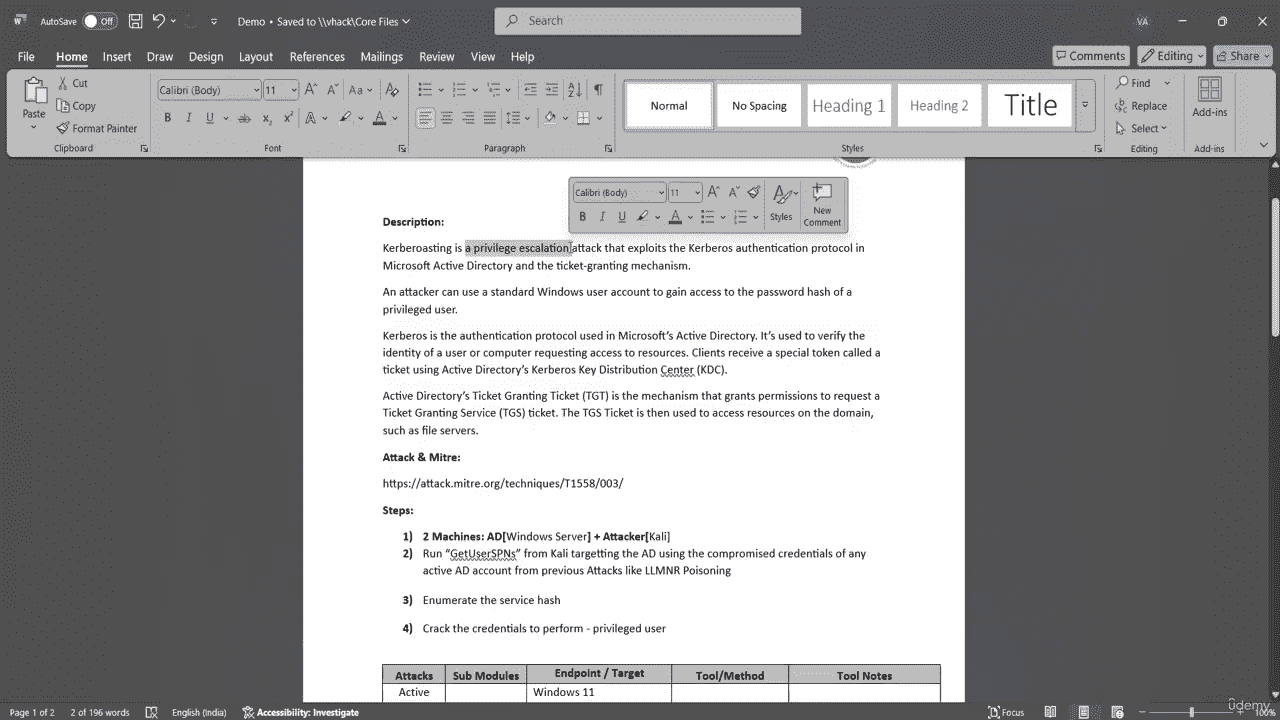 AutoSave Off Demo • Saved to \\vhack\Core Files Search VA
File Home Insert Draw Design Layout References Mailings Review View Help Comments Editing Share
Paste Cut Copy Format Painter Clipboard
Calibri (Body) 11 Aa Font
Paragraph
Normal No Spacing Heading 1 Heading 2 Title Styles
Find Replace Select Editing
Add-ins Add-ins
Calibri (Body) 11
Styles New Comment
Description:
Kerberoasting is a privilege escalation attack that exploits the Kerberos authentication protocol in
Microsoft Active Directory and the ticket-granting mechanism.
An attacker can use a standard Windows user account to gain access to the password hash of a
privileged user.
Kerberos is the authentication protocol used in Microsoft’s Active Directory. It’s used to verify the
identity of a user or computer requesting access to resources. Clients receive a special token called a
ticket using Active Directory’s Kerberos Key Distribution Center (KDC).
Active Directory’s Ticket Granting Ticket (TGT) is the mechanism that grants permissions to request a
Ticket Granting Service (TGS) ticket. The TGS Ticket is then used to access resources on the domain,
such as file servers.
Attack & Mitre:
https://attack.mitre.org/techniques/T1558/003/
Steps:
1) 2 Machines: AD[Windows Server] + Attacker[Kali]
2) Run “GetUserSPNs” from Kali targetting the AD using the compromised credentials of any
active AD account from previous Attacks like LLMNR Poisoning
3) Enumerate the service hash
4) Crack the credentials to perform - privileged user
Attacks Sub Modules Endpoint / Target Tool/Method Tool Notes
Active Windows 11
Page 1 of 2 2 of 196 words English (India) Accessibility: Investigate Focus 100%
Udemy